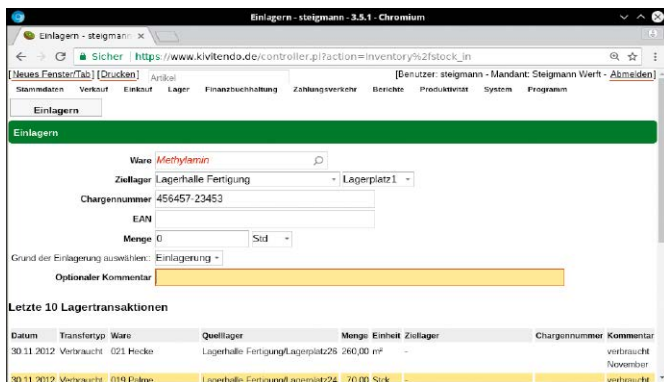 Einlagern - steigmann - 3.5.1 - Chromium
Einlagern - steigmann ×
Sicher https://www.kivitendo.de/controller.pl?action=Inventory%2fstock_in
[Neues Fenster/Tab] [Drucken] Artikel [Benutzer: steigmann - Mandant: Steigmann Werft - Abmelden]
Stammdaten Verkauf Einkauf Lager Finanzbuchhaltung Zahlungsverkehr Berichte Produktivität System Programm
Einlagern
Einlagern
Ware Methylamin
Ziellager Lagerhalle Fertigung Lagerplatz1
Chargennummer 456457-23453
EAN
Menge 0 Std
Grund der Einlagerung auswählen:: Einlagerung
Optionaler Kommentar
Letzte 10 Lagertransaktionen
Datum Transfertyp Ware Quelllager Menge Einheit Ziellager Chargennummer Kommentar
30.11.2012 Verbraucht 021 Hecke Lagerhalle Fertigung/Lagerplatz26 260,00 m² - verbraucht
November
30.11.2012 Verbraucht 019 Palme Lagerhalle Fertigung/Lagerplatz24 70,00 Stck - verbraucht